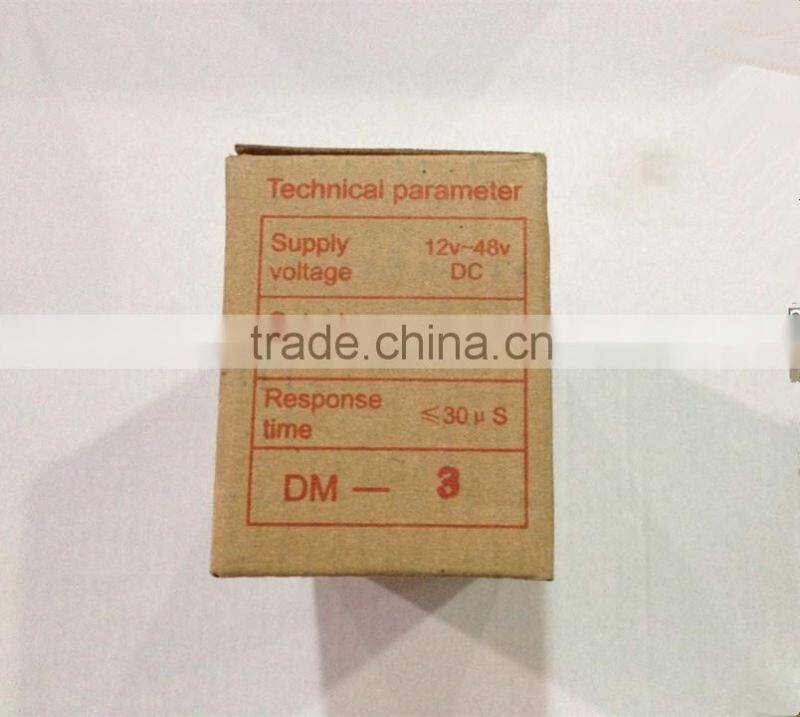 Technical parameter
Supply voltage
12v~48v DC
trade.china.cn
Response time
≤30μS
DM — 3